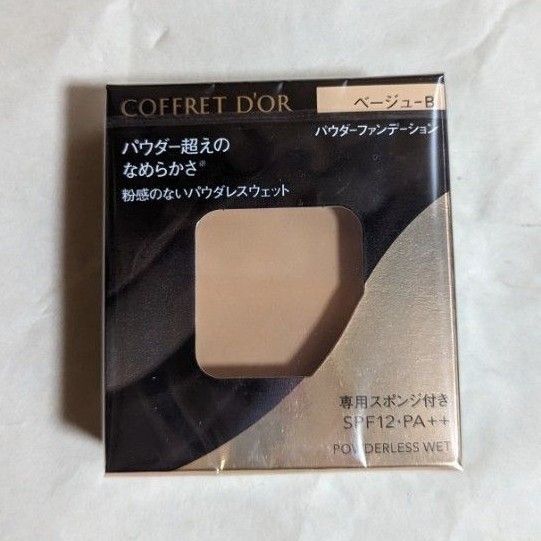 COFFRET D'OR
ベージュ-B
パウダーファンデーション
パウダー超えの
なめらかさ※
粉感のないパウダレスウェット
専用スポンジ付き
SPF12・PA++
POWDERLESS WET